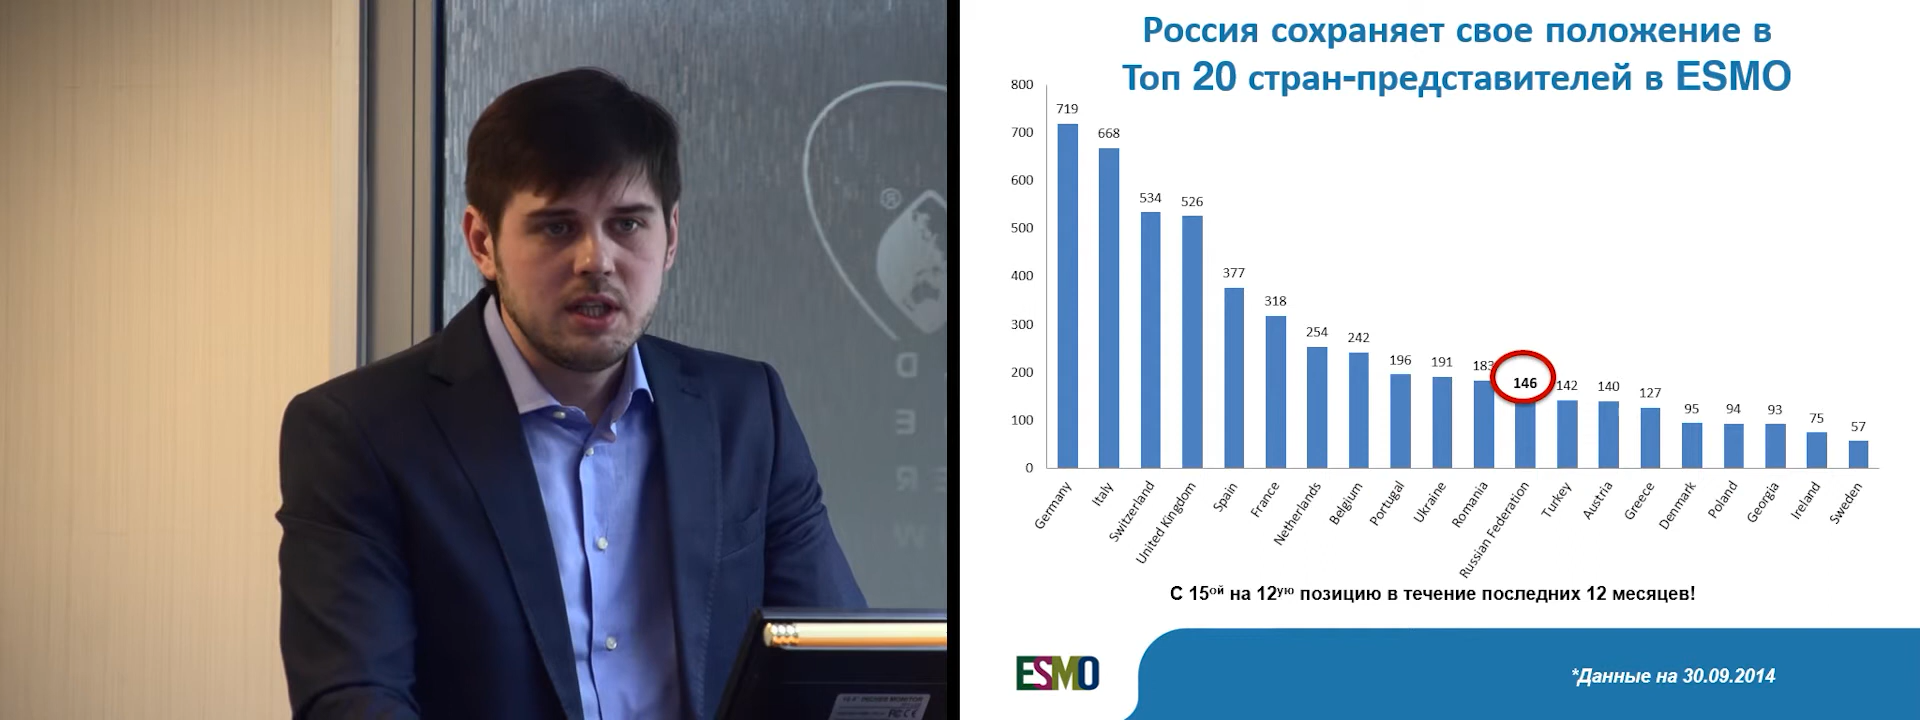 Россия сохраняет свое положение в
Топ 20 стран-представителей в ESMO
800
700
600
500
400
300
200
100
0
719
668
534
526
377
318
254
242
196
191
183
146
142
140
127
95
94
93
75
57
Germany
Italy
Switzerland
United Kingdom
Spain
France
Netherlands
Belgium
Portugal
Ukraine
Romania
Russian Federation
Turkey
Austria
Greece
Denmark
Poland
Georgia
Ireland
Sweden
С 15ой на 12ую позицию в течение последних 12 месяцев!
ESMO
*Данные на 30.09.2014
®
D
E
R
W